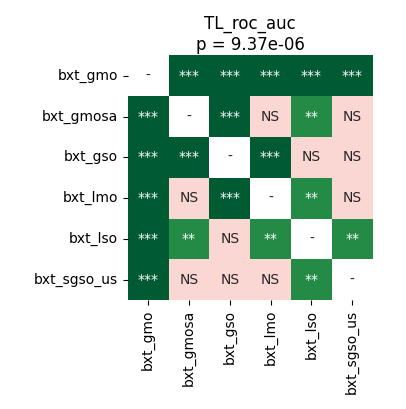 TL_roc_auc
p = 9.37e-06
bxt_gmo - *** *** *** *** ***
bxt_gmosa *** - *** NS ** NS
bxt_gso *** *** - *** NS NS
bxt_lmo *** NS *** - ** NS
bxt_lso *** ** NS ** - **
bxt_sgso_us *** NS NS NS ** -
bxt_gmo
bxt_gmosa
bxt_gso
bxt_lmo
bxt_lso
bxt_sgso_us